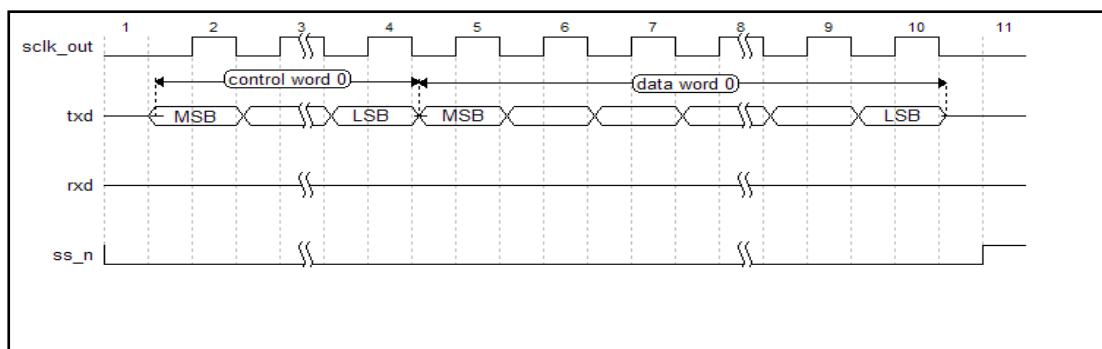 1 2 3 4 5 6 7 8 9 10 11
sclk_out
control word 0 data word 0
txd MSB LSB MSB LSB
rxd
ss_n